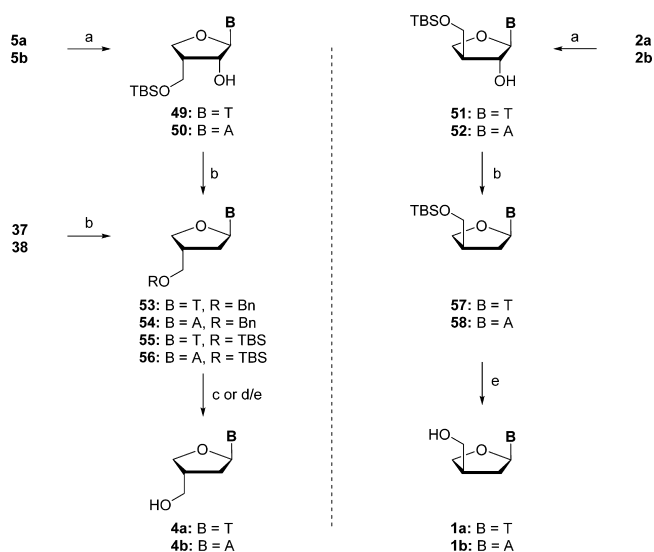 5a
5b
a
O
B
TBSO
OH
49: B = T
50: B = A
b
37
38
b
O
B
RO
53: B = T, R = Bn
54: B = A, R = Bn
55: B = T, R = TBS
56: B = A, R = TBS
c or d/e
O
B
HO
4a: B = T
4b: B = A
TBSO
B
O
OH
a
2a
2b
51: B = T
52: B = A
b
TBSO
B
O
57: B = T
58: B = A
e
HO
B
O
1a: B = T
1b: B = A